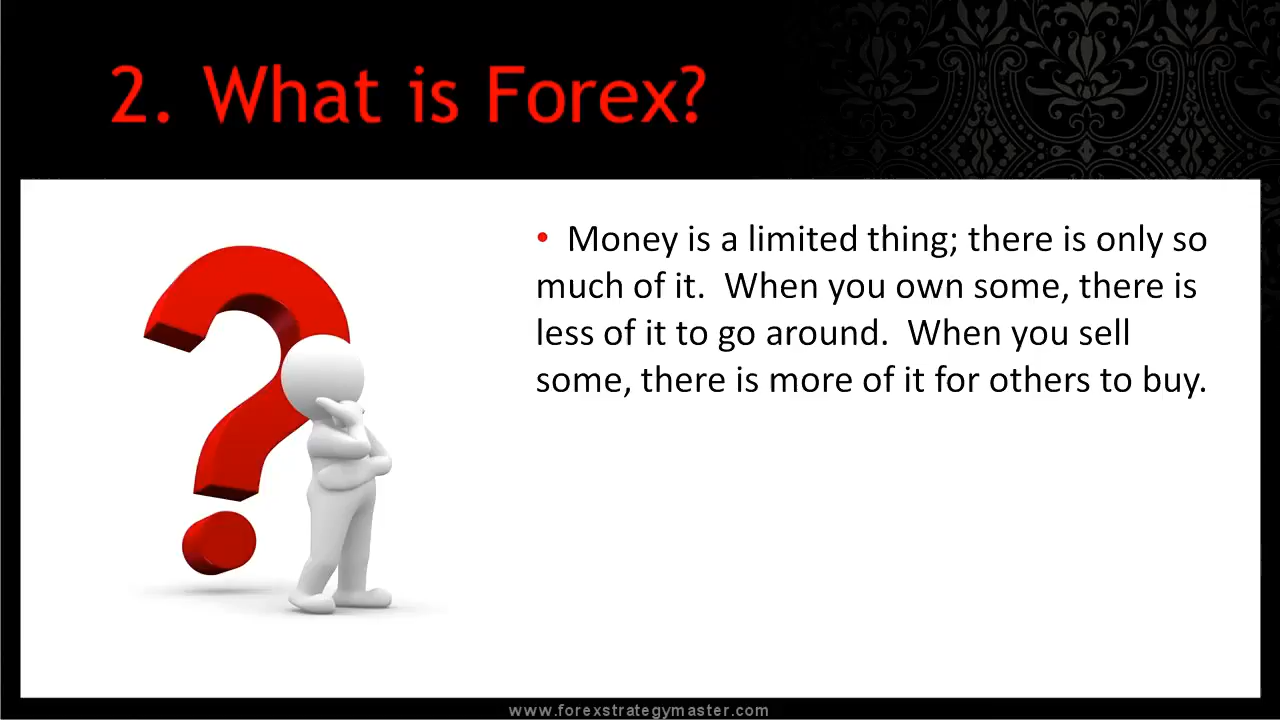 2. What is Forex?
• Money is a limited thing; there is only so
much of it.  When you own some, there is
less of it to go around.  When you sell
some, there is more of it for others to buy.
www.forexstrategymaster.com